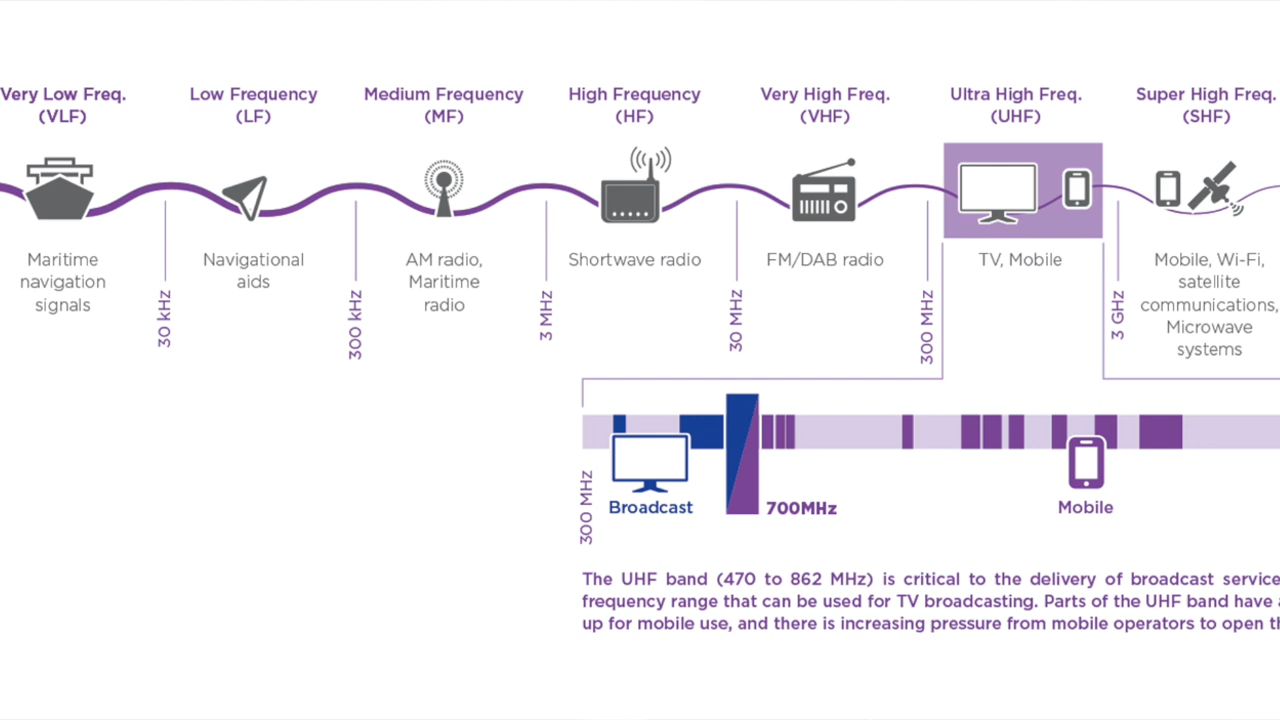 Very Low Freq.
(VLF)
Low Frequency
(LF)
Medium Frequency
(MF)
High Frequency
(HF)
Very High Freq.
(VHF)
Ultra High Freq.
(UHF)
Super High Freq.
(SHF)
Maritime
navigation
signals
Navigational
aids
AM radio,
Maritime
radio
Shortwave radio
FM/DAB radio
TV, Mobile
Mobile, Wi-Fi,
satellite
communications,
Microwave
systems
30 kHz
300 kHz
3 MHz
30 MHz
300 MHz
3 GHz
300 MHz
Broadcast
700MHz
Mobile
The UHF band (470 to 862 MHz) is critical to the delivery of broadcast service
frequency range that can be used for TV broadcasting. Parts of the UHF band have
up for mobile use, and there is increasing pressure from mobile operators to open